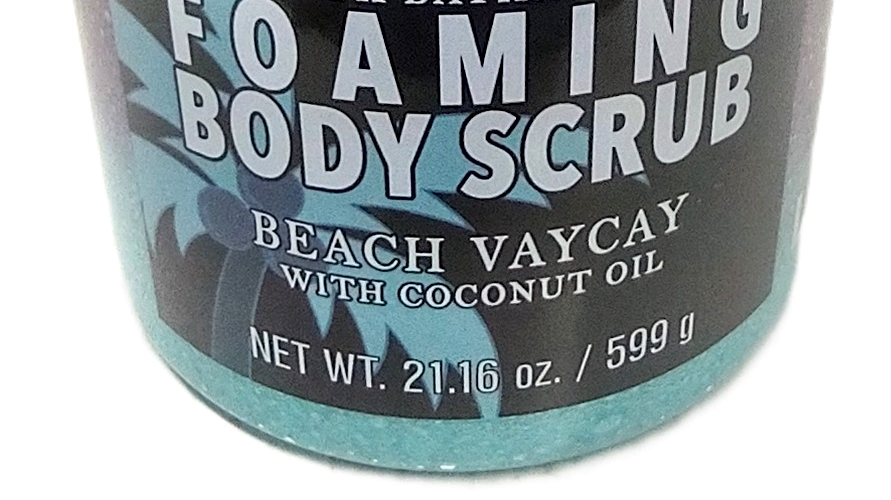 FOAMING
BODY SCRUB
BEACH VAYCAY
WITH COCONUT OIL
NET WT. 21.16 oz. / 599 g